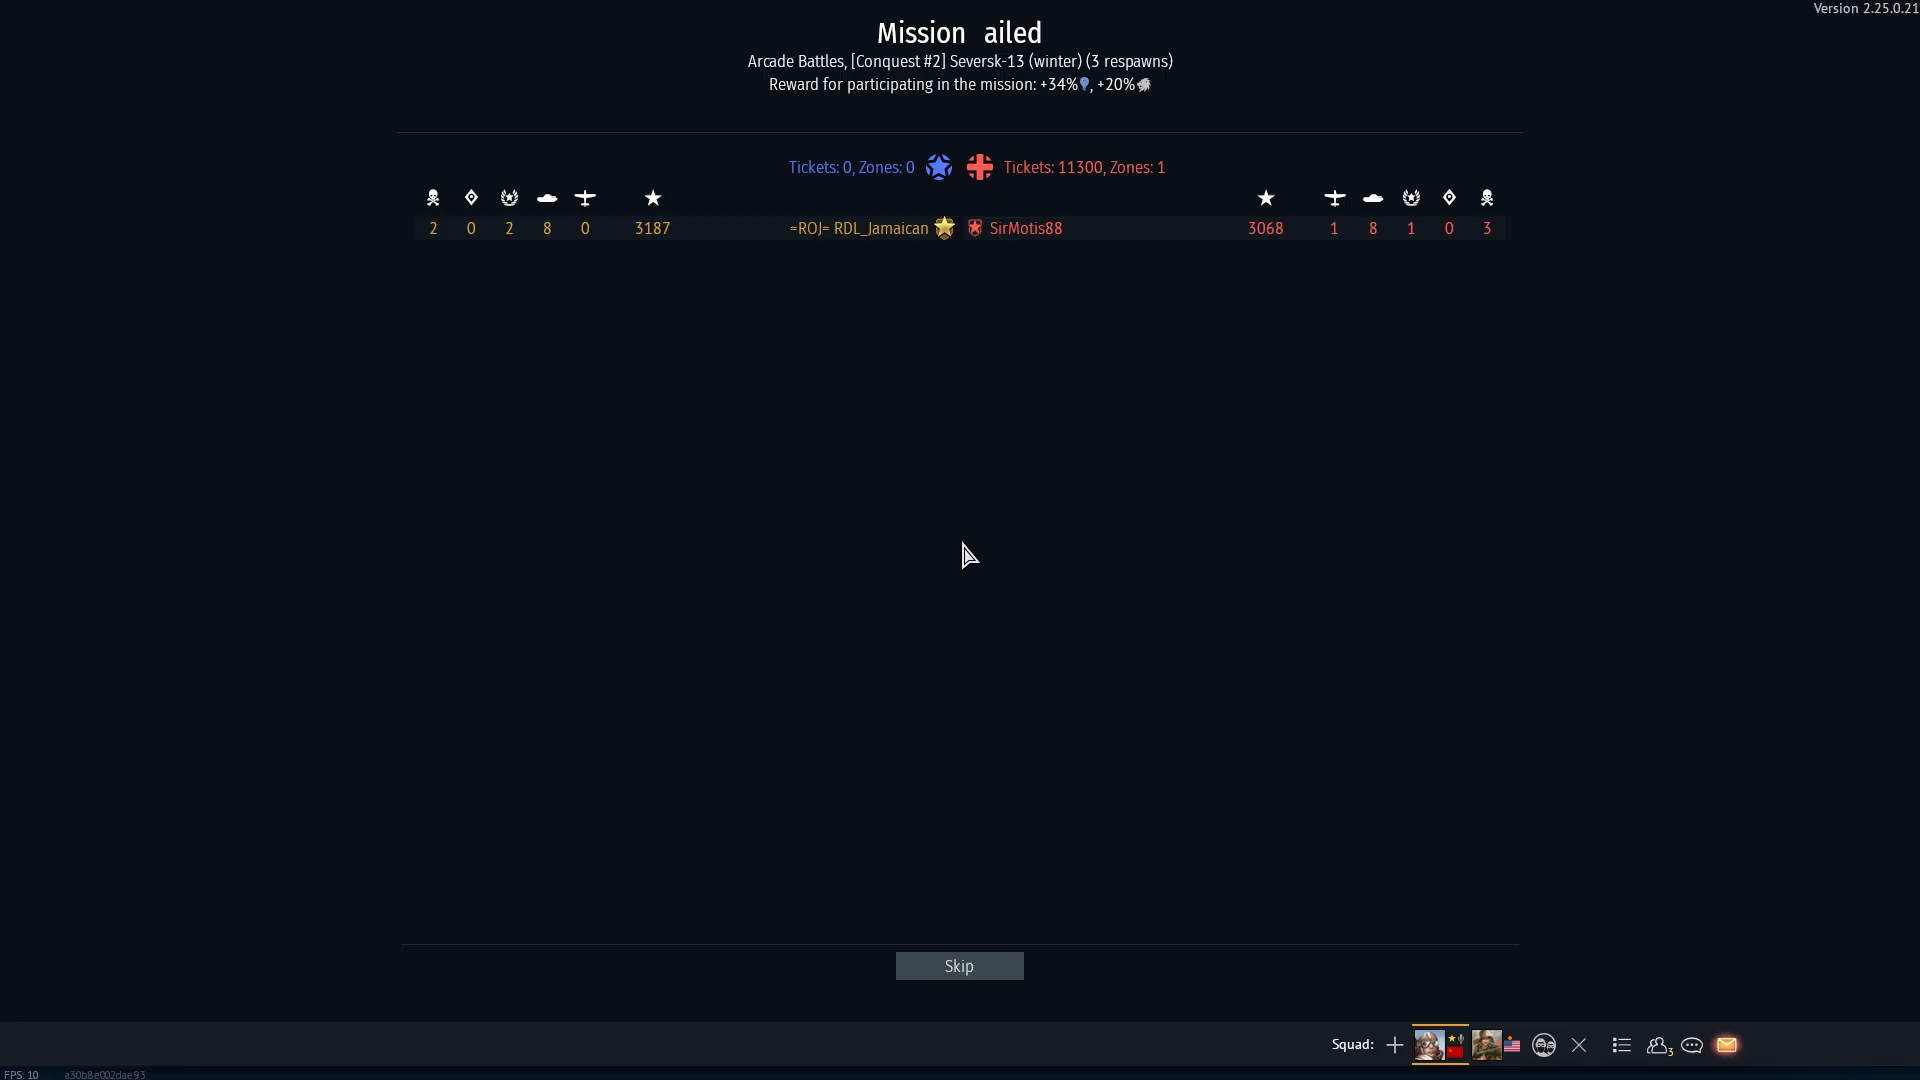 Version 2.25.0.21
Mission ailed
Arcade Battles, [Conquest #2] Seversk-13 (winter) (3 respawns)
Reward for participating in the mission: +34%, +20%
Tickets: 0, Zones: 0 Tickets: 11300, Zones: 1
2 0 2 8 0 3187 =ROJ= RDL_Jamaican SirMotis88 3068 1 8 1 0 3
Skip
Squad: 3
FPS: 10 a30b8e002dae93